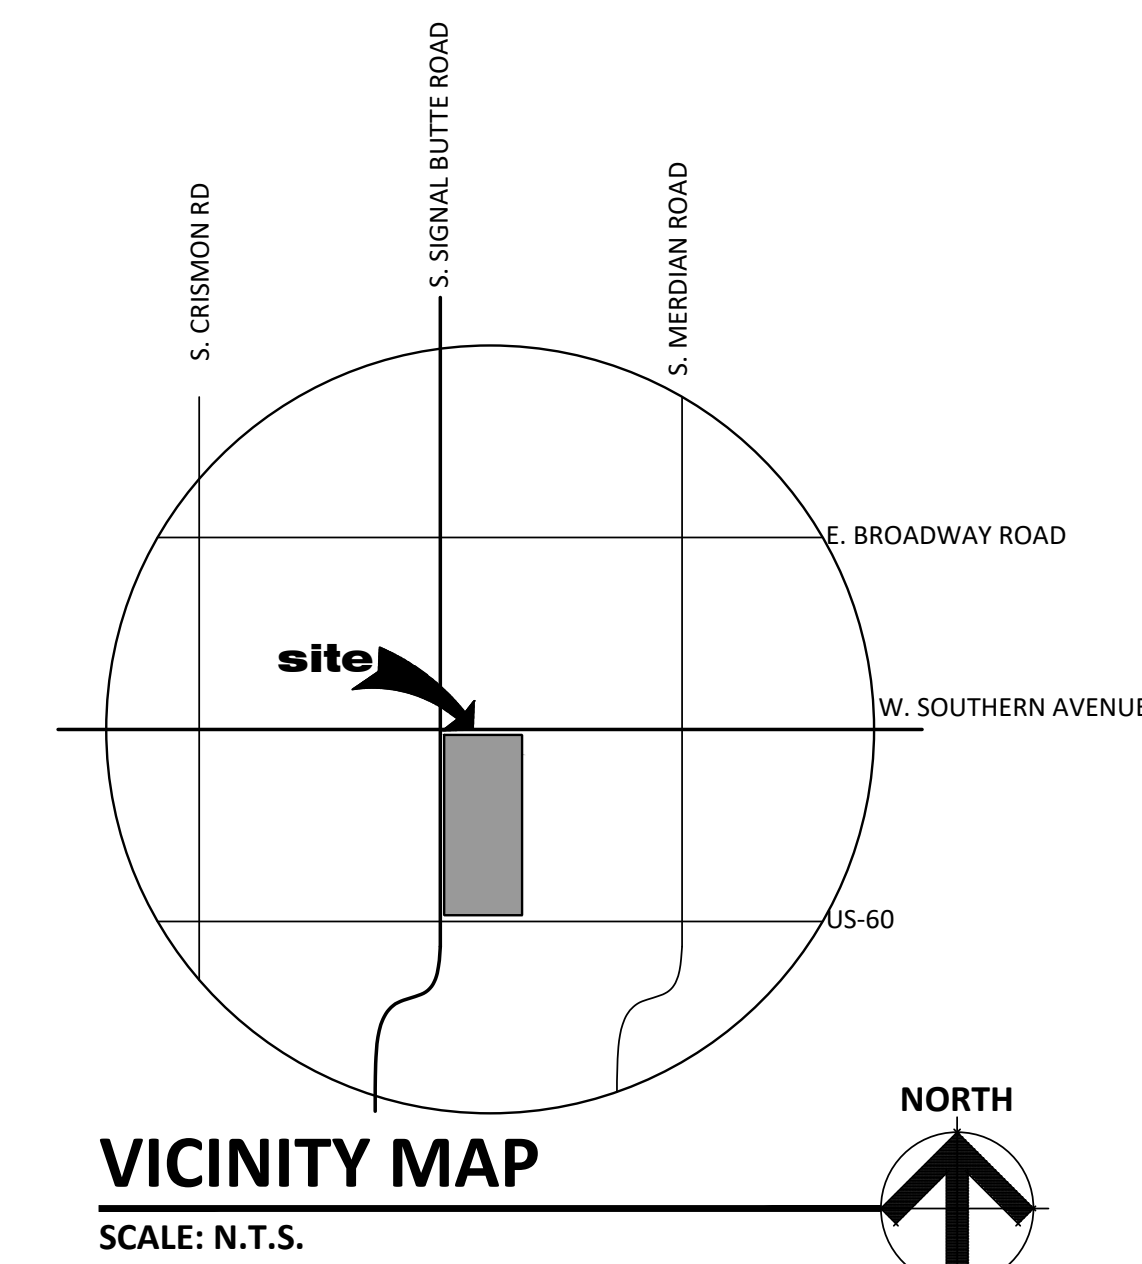 S. SIGNAL BUTTE ROAD
S. CRISMON RD
S. MERDIAN ROAD
E. BROADWAY ROAD
site
W. SOUTHERN AVENUE
US-60
NORTH
VICINITY MAP
SCALE: N.T.S.